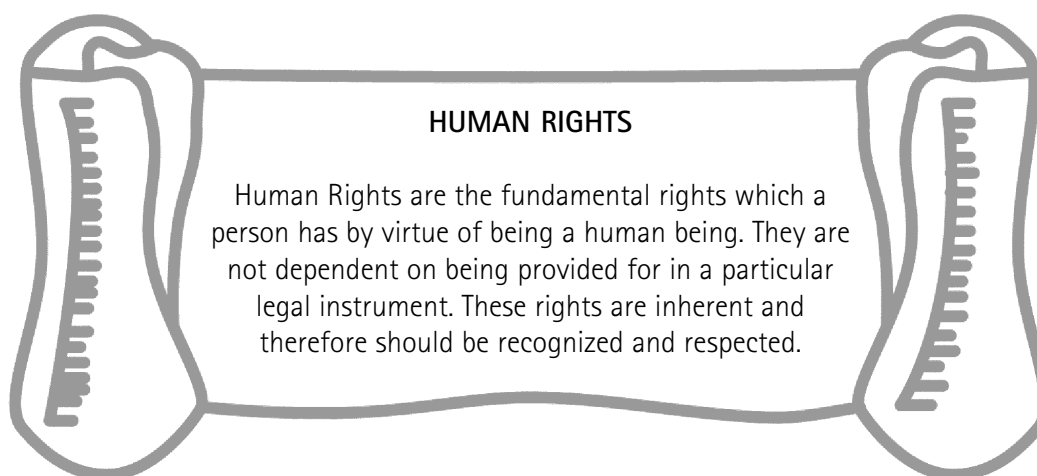 HUMAN RIGHTS
Human Rights are the fundamental rights which a
person has by virtue of being a human being. They are
not dependent on being provided for in a particular
legal instrument. These rights are inherent and
therefore should be recognized and respected.